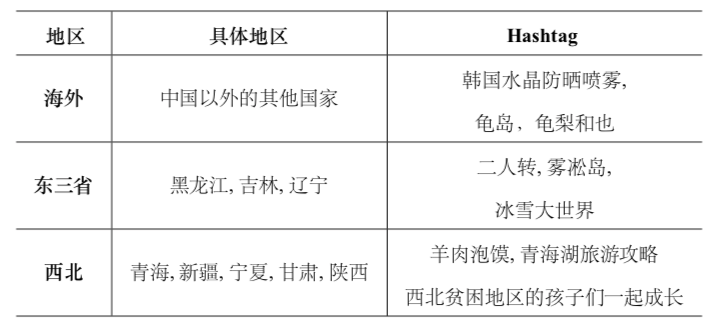 地区 具体地区 Hashtag
海外 中国以外的其他国家 韩国水晶防晒喷雾,
龟岛, 龟梨和也
东三省 黑龙江, 吉林, 辽宁 二人转, 雾凇岛,
冰雪大世界
西北 青海, 新疆, 宁夏, 甘肃, 陕西 羊肉泡馍, 青海湖旅游攻略
西北贫困地区的孩子们一起成长